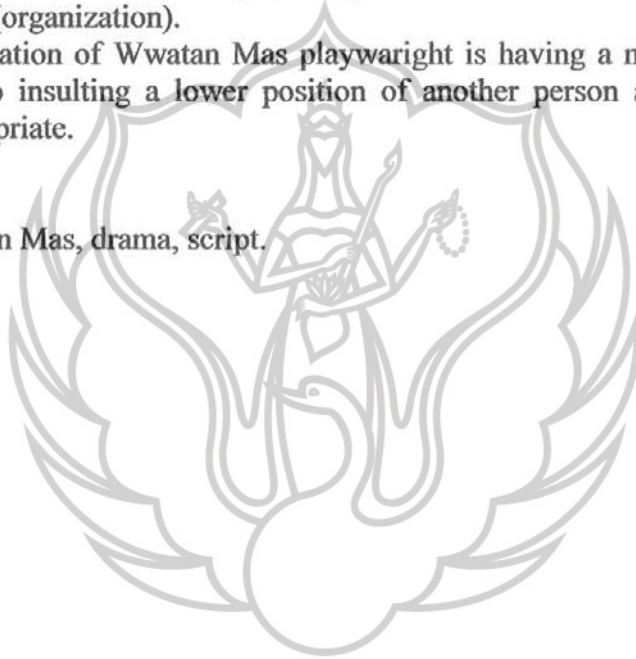 (organization).
ation of Wwatan Mas playwaright is having a
insulting a lower position of another person
priate.
n Mas, drama, script.